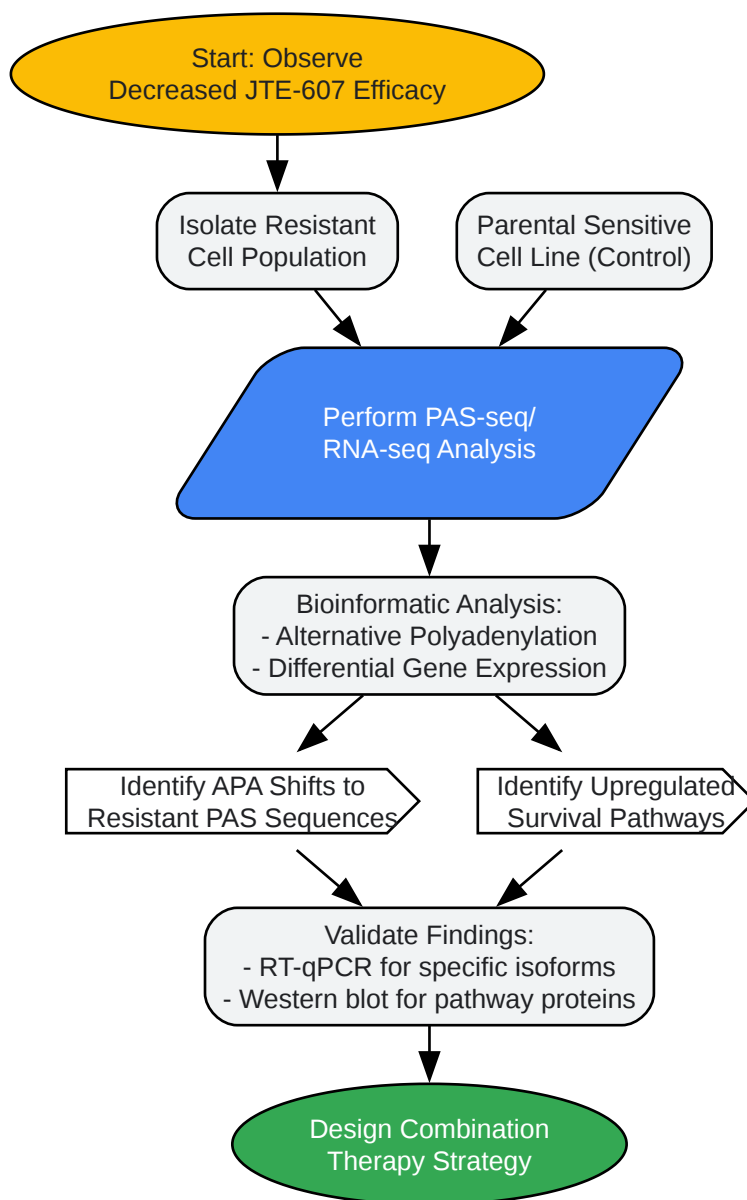 Start: Observe
Decreased JTE-607 Efficacy
Isolate Resistant
Cell Population
Parental Sensitive
Cell Line (Control)
Perform PAS-seq/
RNA-seq Analysis
Bioinformatic Analysis:
- Alternative Polyadenylation
- Differential Gene Expression
Identify APA Shifts to
Resistant PAS Sequences
Identify Upregulated
Survival Pathways
Validate Findings:
- RT-qPCR for specific isoforms
- Western blot for pathway proteins
Design Combination
Therapy Strategy